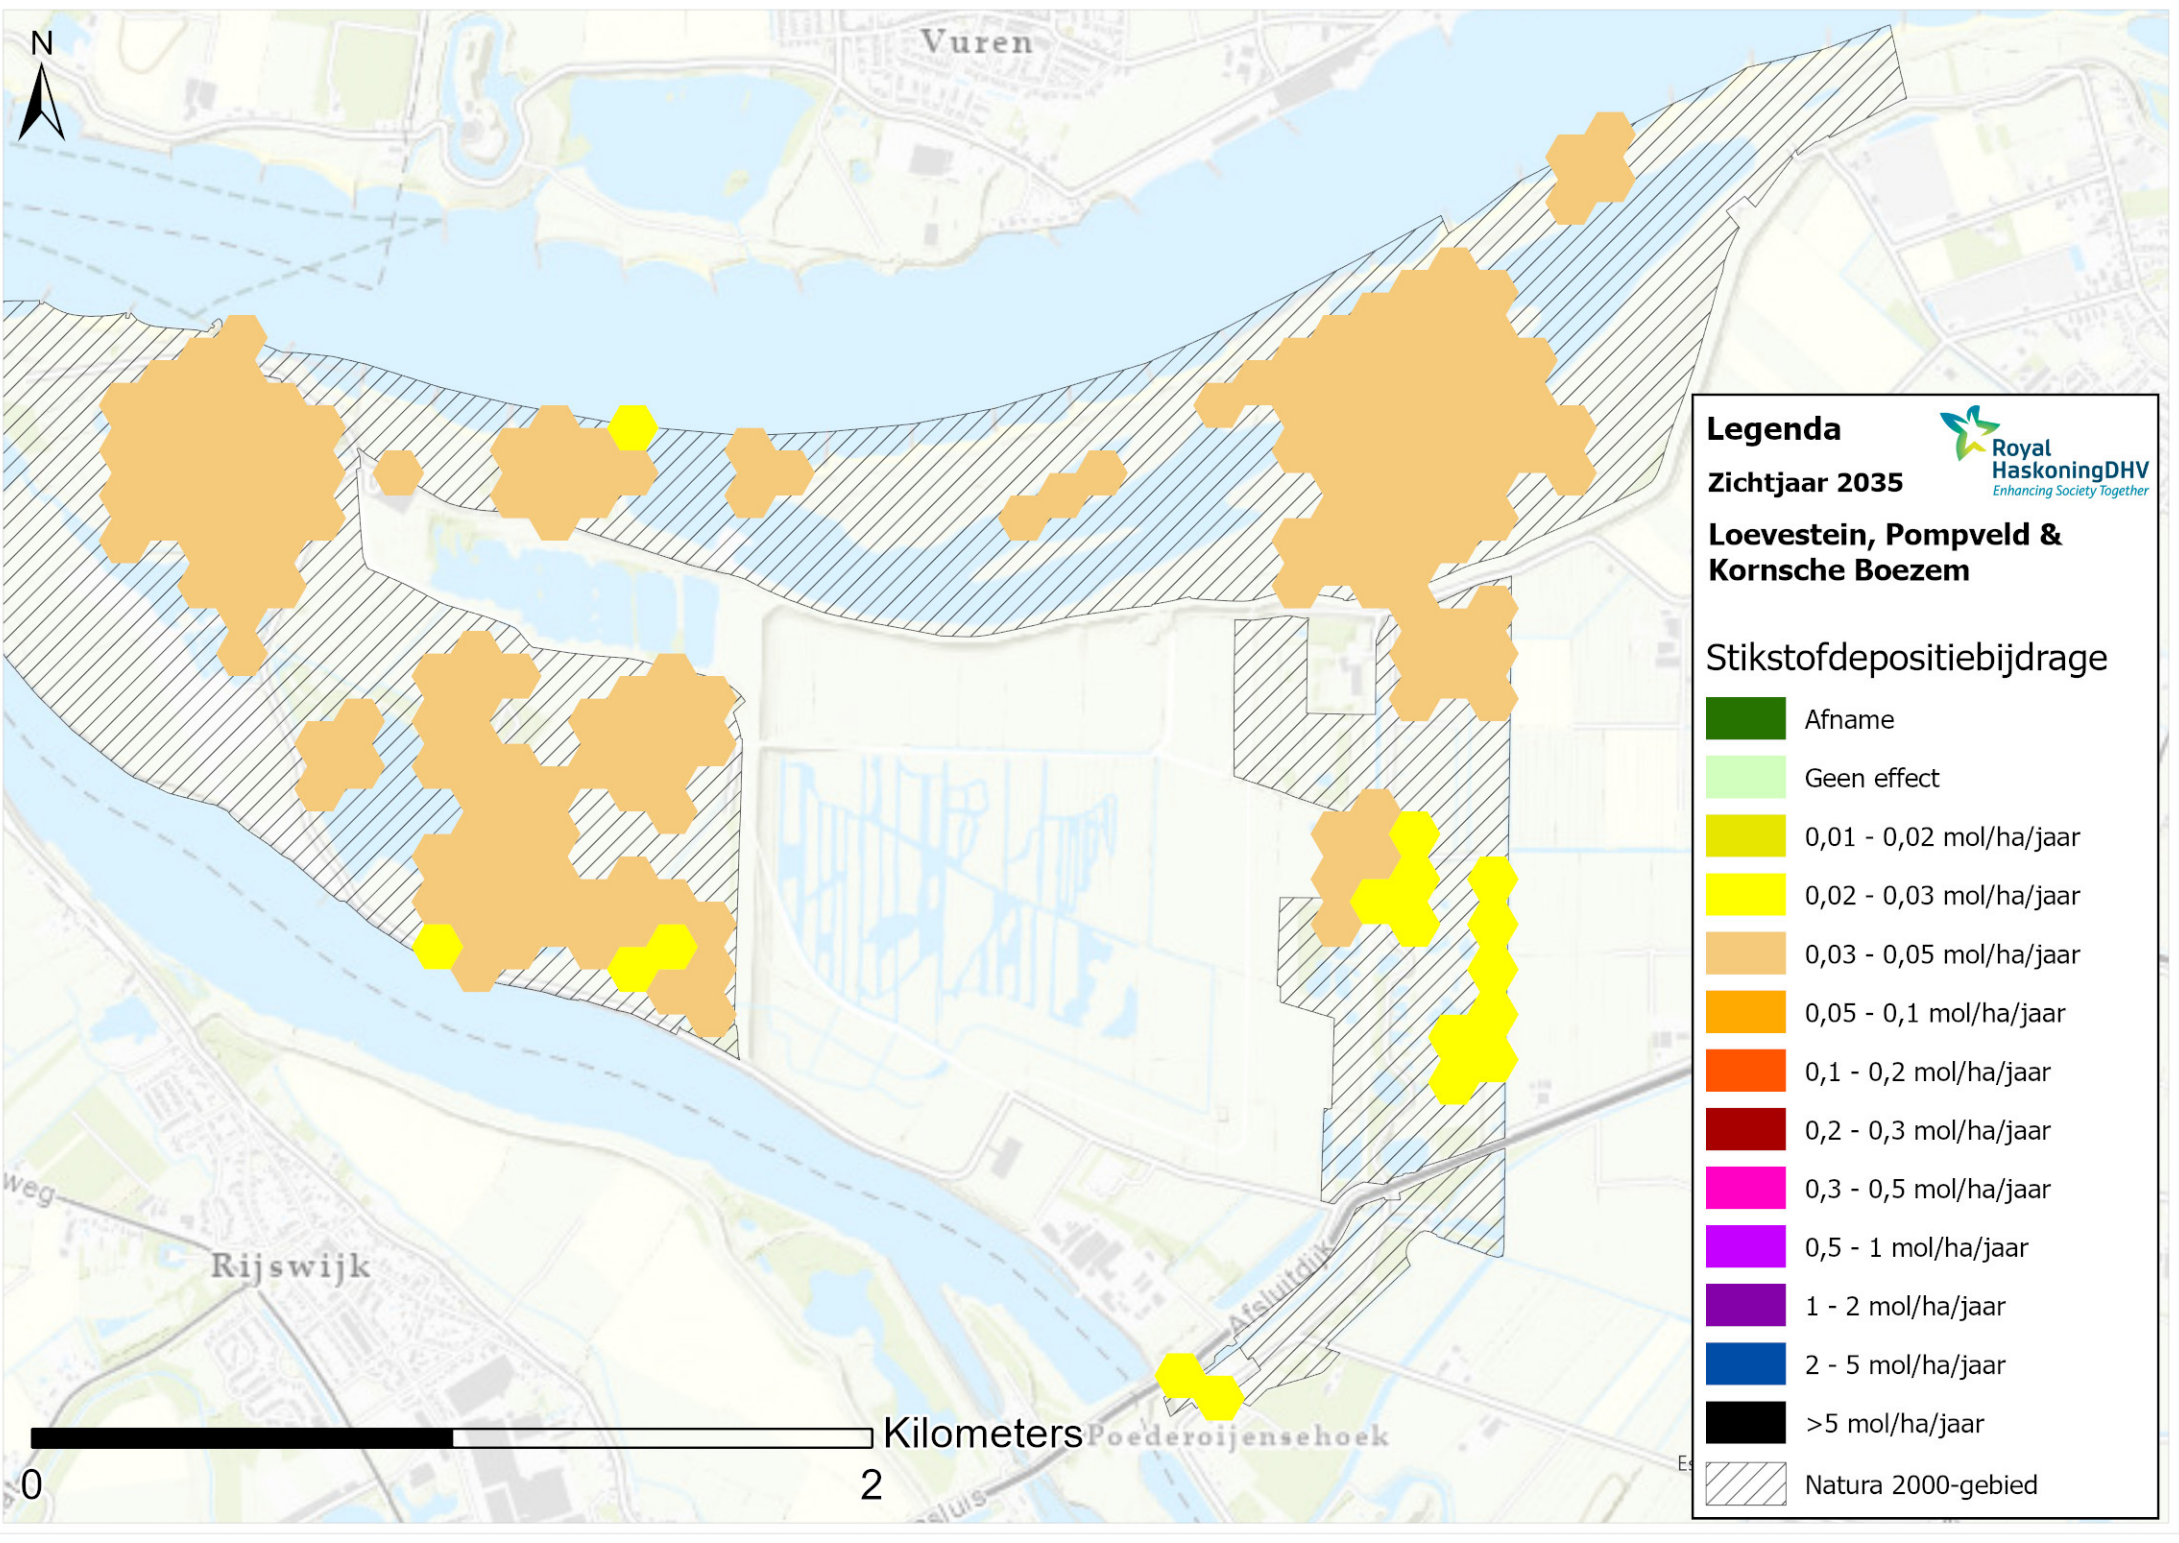 N
Vuren
Legenda
Royal
HaskoningDHV
Enhancing Society Together
Zichtjaar 2035
Loevestein, Pompveld &
Kornsche Boezem
Stikstofdepositiebijdrage
Afname
Geen effect
0,01 - 0,02 mol/ha/jaar
0,02 - 0,03 mol/ha/jaar
0,03 - 0,05 mol/ha/jaar
0,05 - 0,1 mol/ha/jaar
0,1 - 0,2 mol/ha/jaar
0,2 - 0,3 mol/ha/jaar
0,3 - 0,5 mol/ha/jaar
0,5 - 1 mol/ha/jaar
1 - 2 mol/ha/jaar
2 - 5 mol/ha/jaar
>5 mol/ha/jaar
Natura 2000-gebied
weg
Rijswijk
Afsluitdijk
Kilometers
Poederoijensehoek
0
2